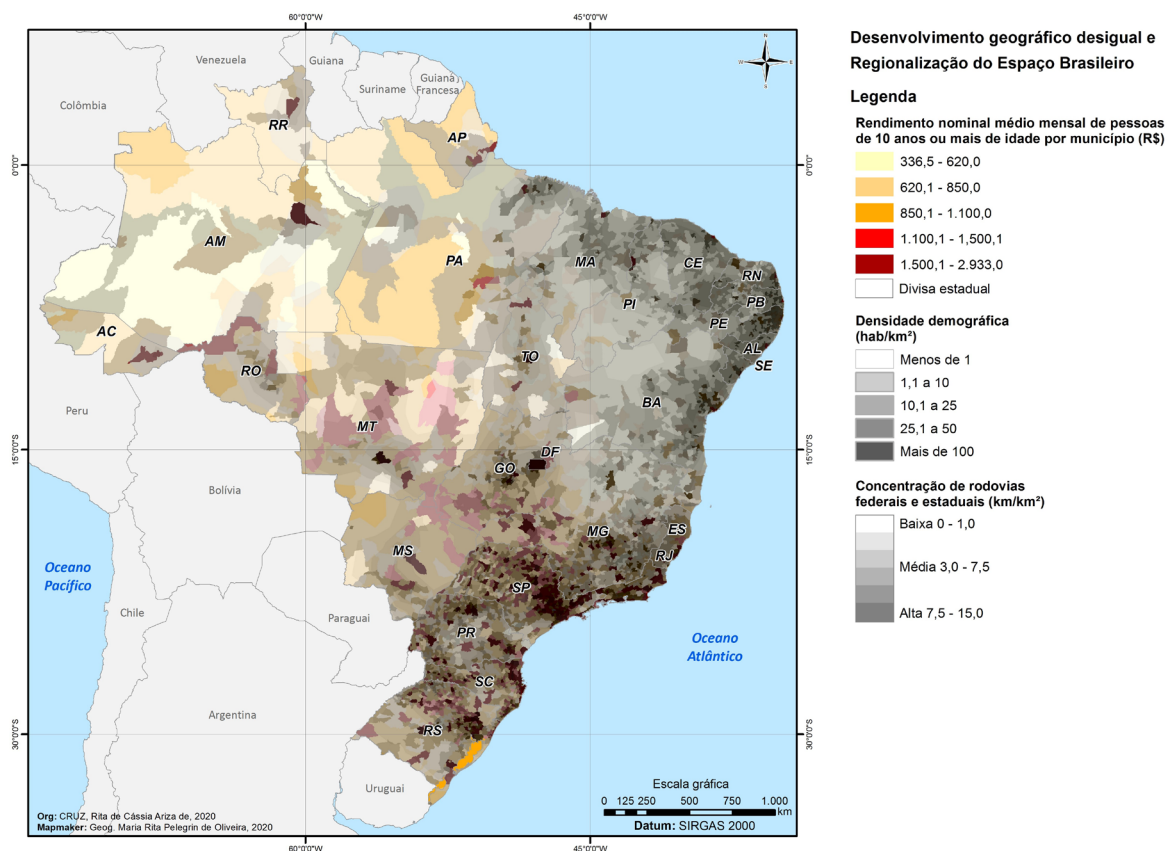 60°0'0"W
45°0'0"W
Desenvolvimento geográfico desigual e
Regionalização do Espaço Brasileiro
Legenda
Rendimento nominal médio mensal de pessoas
de 10 anos ou mais de idade por município (R$)
336,5 - 620,0
620,1 - 850,0
850,1 - 1.100,0
1.100,1 - 1,500,1
1.500,1 - 2.933,0
Divisa estadual
Densidade demográfica
(hab/km²)
Menos de 1
1,1 a 10
10,1 a 25
25,1 a 50
Mais de 100
Concentração de rodovias
federais e estaduais (km/km²)
Baixa 0 - 1,0
Média 3,0 - 7,5
Alta 7,5 - 15,0
N
W
E
S
Venezuela
Guiana
Suriname
Guiana
Francesa
Colômbia
RR
AP
0°0'0"
0°0'0"
AM
PA
MA
CE
RN
PB
PI
PE
AL
SE
AC
RO
TO
BA
Peru
MT
DF
GO
15°0'0"S
15°0'0"S
Bolívia
MG
ES
MS
RJ
SP
Oceano
Pacífico
Chile
Paraguai
PR
Oceano
Atlântico
SC
Argentina
RS
30°0'0"S
30°0'0"S
Uruguai
Escala gráfica
0 125 250 500 750 1.000
km
Datum: SIRGAS 2000
Org: CRUZ, Rita de Cássia Ariza de, 2020
Mapmaker: Geog. Maria Rita Pelegrin de Oliveira, 2020
60°0'0"W
45°0'0"W